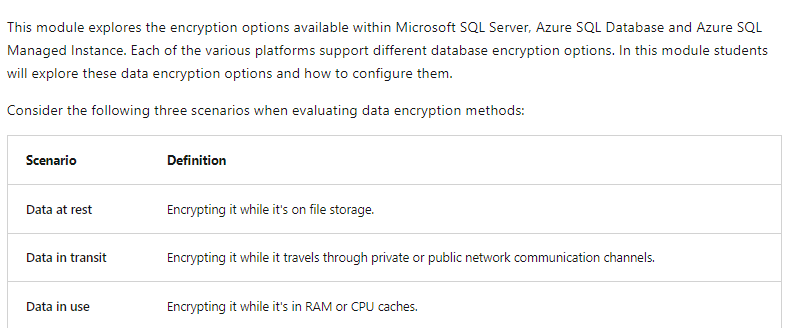 This module explores the encryption options available within Microsoft SQL Server, Azure SQL Database and Azure SQL
Managed Instance. Each of the various platforms support different database encryption options. In this module students
will explore these data encryption options and how to configure them.
Consider the following three scenarios when evaluating data encryption methods:
Scenario Definition
Data at rest Encrypting it while it's on file storage.
Data in transit Encrypting it while it travels through private or public network communication channels.
Data in use Encrypting it while it's in RAM or CPU caches.